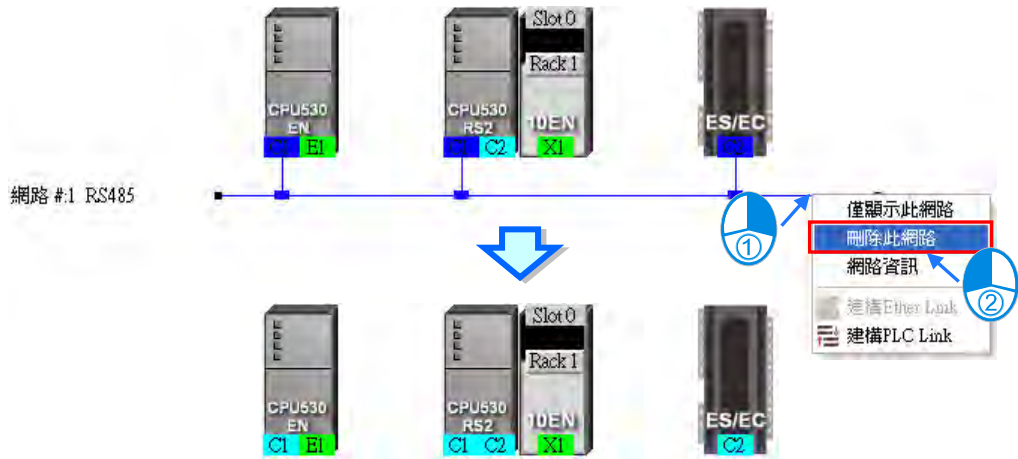 Slot 0
Rack 1
CPU530
EN
C1 E1
CPU530
RS2
C1 C2
10EN
X1
ES/EC
C2
網路 #:1 RS485
僅顯示此網路
刪除此網路
網路資訊
建構Ether Link
建構PLC Link
①
②
Slot 0
Rack 1
CPU530
EN
C1 E1
CPU530
RS2
C1 C2
10EN
X1
ES/EC
C2